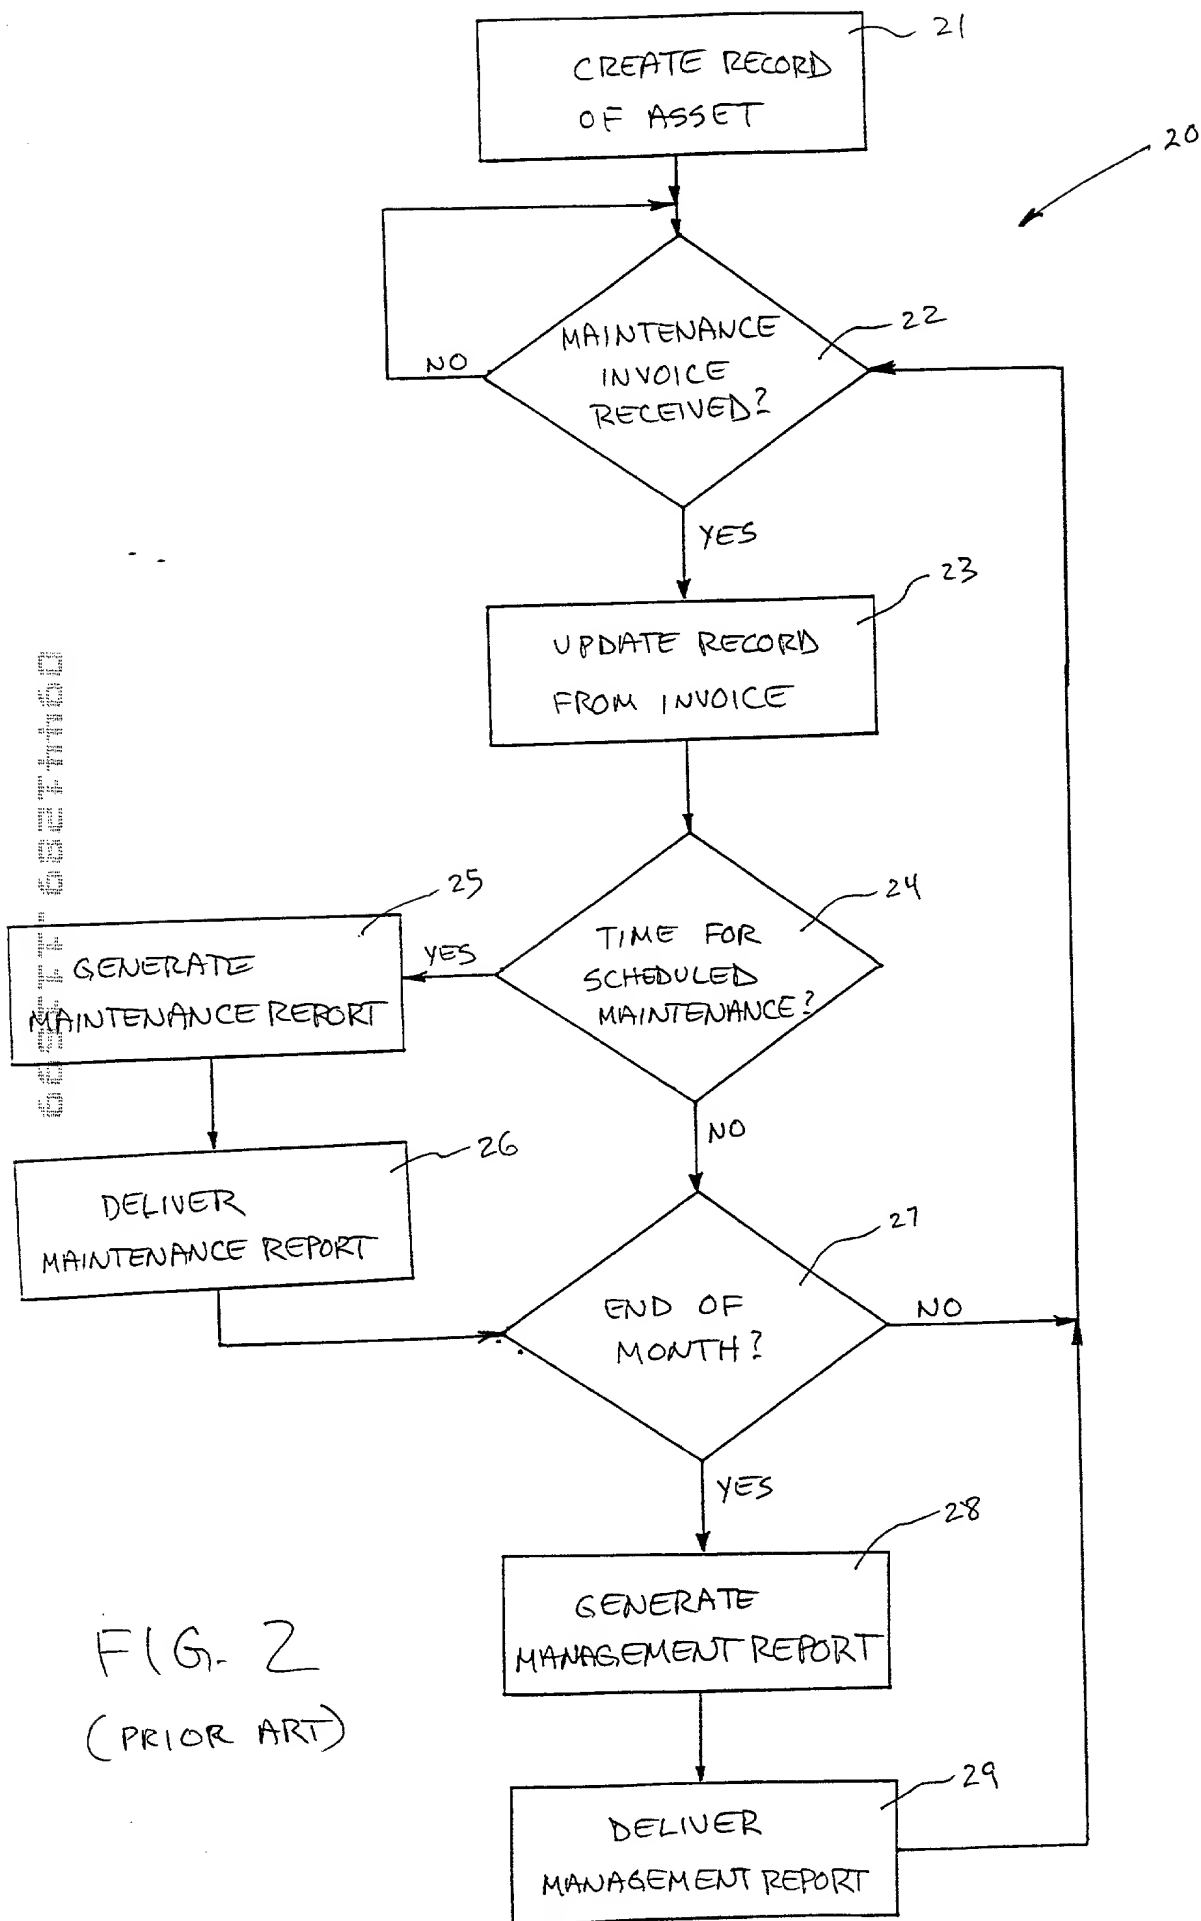 21
CREATE RECORD
OF ASSET
20
22
MAINTENANCE
INVOICE
RECEIVED?
NO
YES
23
UPDATE RECORD
FROM INVOICE
24
TIME FOR
SCHEDULED
MAINTENANCE?
YES
25
GENERATE
MAINTENANCE REPORT
NO
26
DELIVER
MAINTENANCE REPORT
27
END OF
MONTH?
NO
YES
28
GENERATE
MANAGEMENT REPORT
29
DELIVER
MANAGEMENT REPORT
FIG. 2
(PRIOR ART)